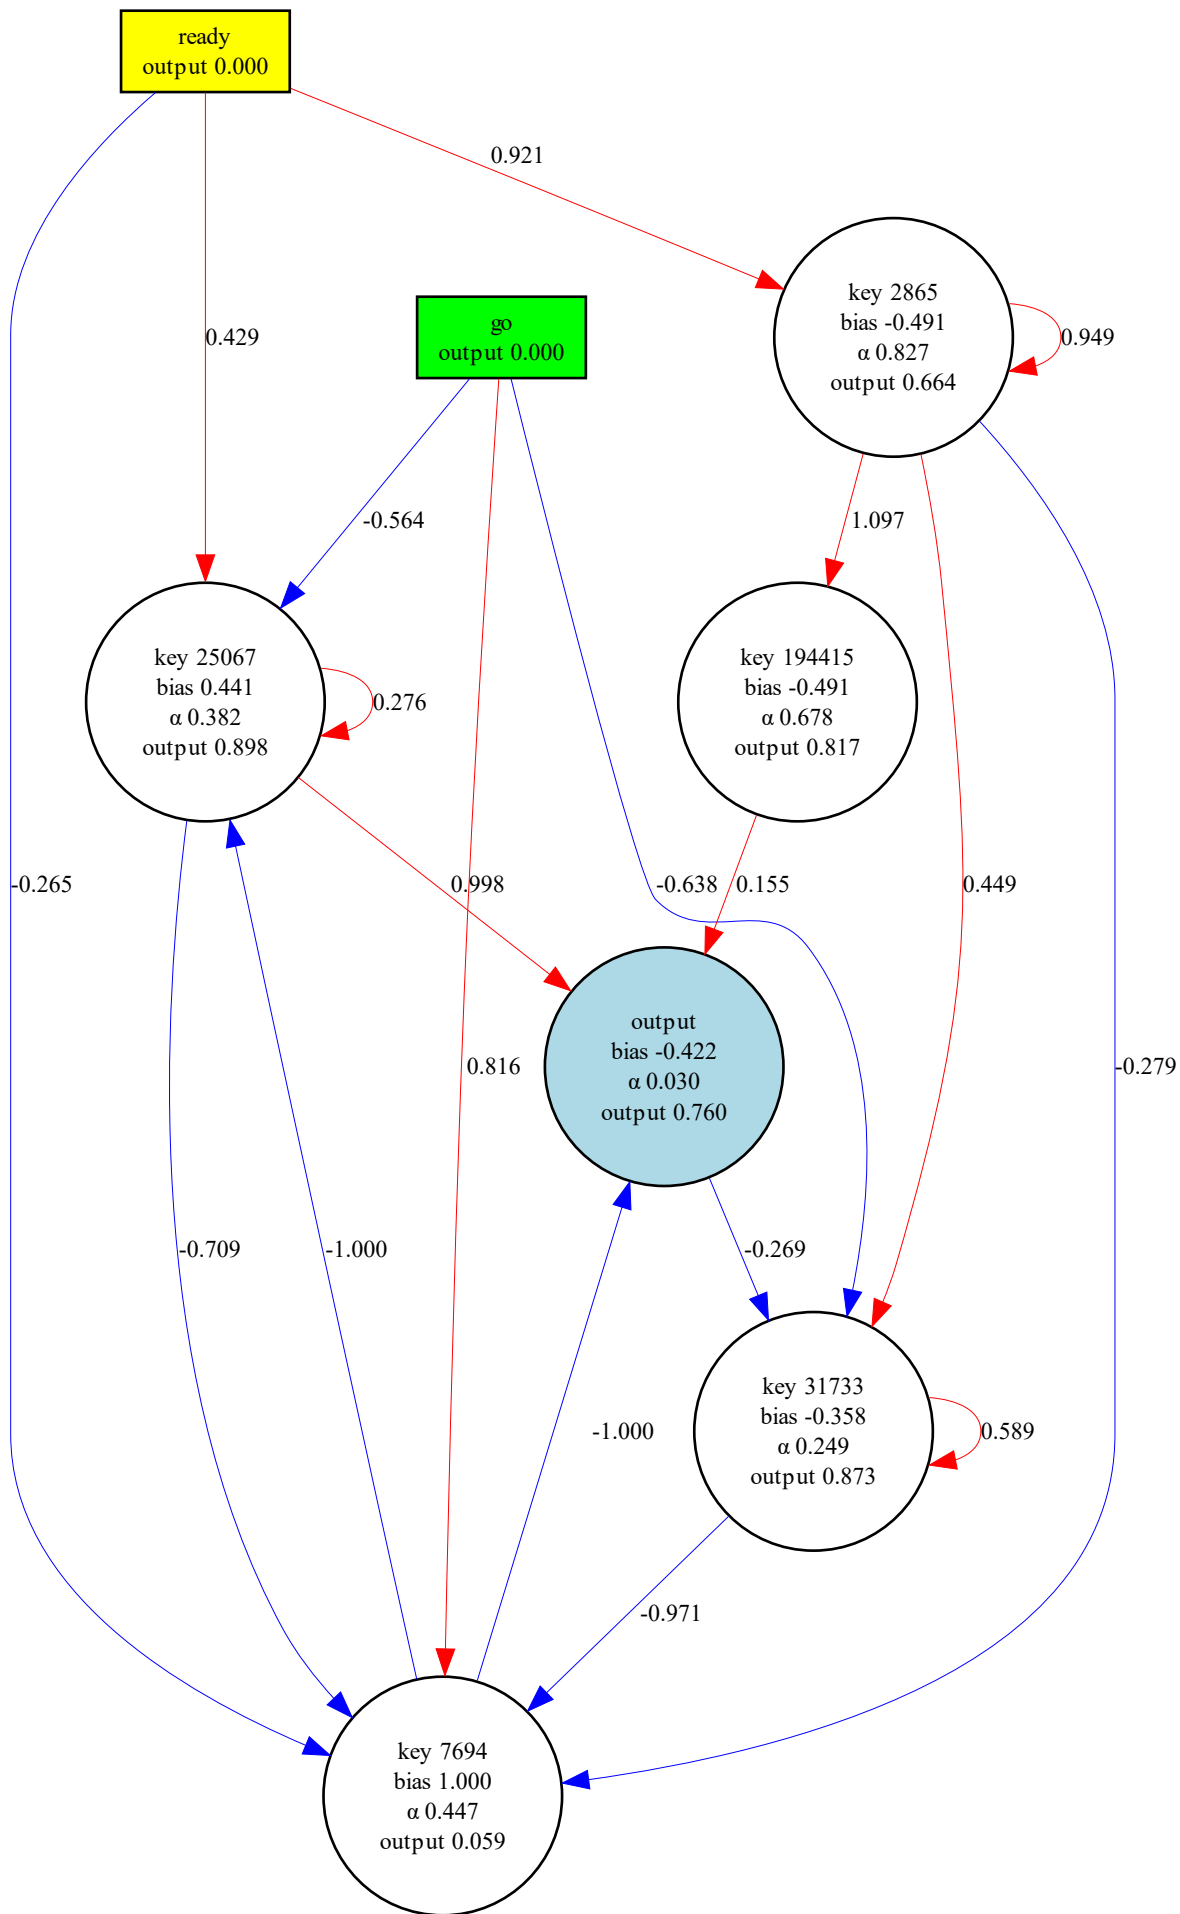 ready
output 0.000
0.921
key 2865
bias -0.491
α 0.827
output 0.664
0.949
go
output 0.000
0.429
-0.564
1.097
key 25067
bias 0.441
α 0.382
output 0.898
0.276
key 194415
bias -0.491
α 0.678
output 0.817
-0.265
0.998
-0.638
0.155
0.449
output
bias -0.422
α 0.030
output 0.760
0.816
-0.279
-0.709
-1.000
-0.269
key 31733
bias -0.358
α 0.249
output 0.873
-1.000
0.589
-0.971
key 7694
bias 1.000
α 0.447
output 0.059